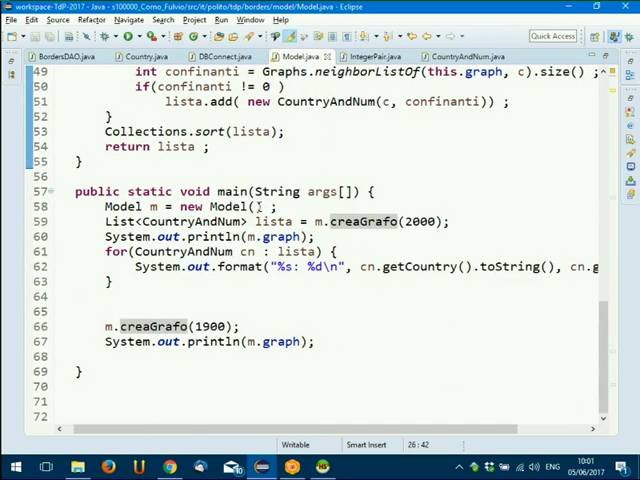 workspace-TdP-2017 - Java - s100000_Como_Fulvio/src/it/polito/tdp/borders/model/Model.java - Eclipse
File Edit Source Refactor Navigate Search Project Run Window Help
Quick Access
BordersDAO.java Country.java DBConnect.java Model.java IntegerPair.java CountryAndNum.java
49 int confinanti = Graphs.neighborListOf(this.graph, c).size() ;
50 if(confinanti != 0 )
51 lista.add( new CountryAndNum(c, confinanti)) ;
52 }
53 Collections.sort(lista);
54 return lista ;
55 }
56
57 public static void main(String args[]) {
58 Model m = new Model() ;
59 List<CountryAndNum> lista = m.creaGrafo(2000);
60 System.out.println(m.graph);
61 for(CountryAndNum cn : lista) {
62 System.out.format("%s: %d\n", cn.getCountry().toString(), cn.g
63 }
64
65
66 m.creaGrafo(1900);
67 System.out.println(m.graph);
68
69 }
70
71
72
Writable Smart Insert 26 : 42
ENG 10:01
05/06/2017